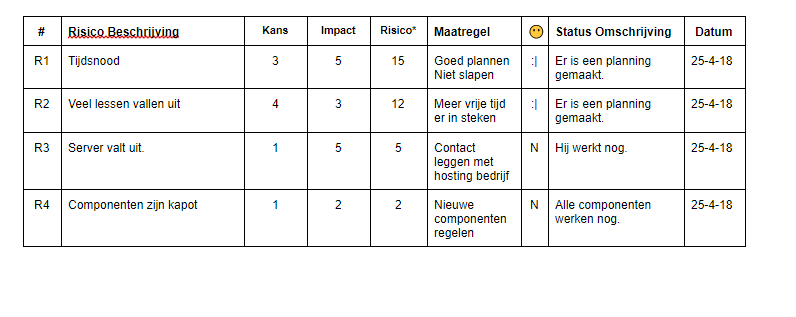 # Risico Beschrijving Kans Impact Risico* Maatregel 😶 Status Omschrijving Datum
R1 Tijdsnood 3 5 15 Goed plannen :| Er is een planning 25-4-18
Niet slapen gemaakt.
R2 Veel lessen vallen uit 4 3 12 Meer vrije tijd :| Er is een planning 25-4-18
er in steken gemaakt.
R3 Server valt uit. 1 5 5 Contact N Hij werkt nog. 25-4-18
leggen met
hosting bedrijf
R4 Componenten zijn kapot 1 2 2 Nieuwe N Alle componenten 25-4-18
componenten werken nog.
regelen